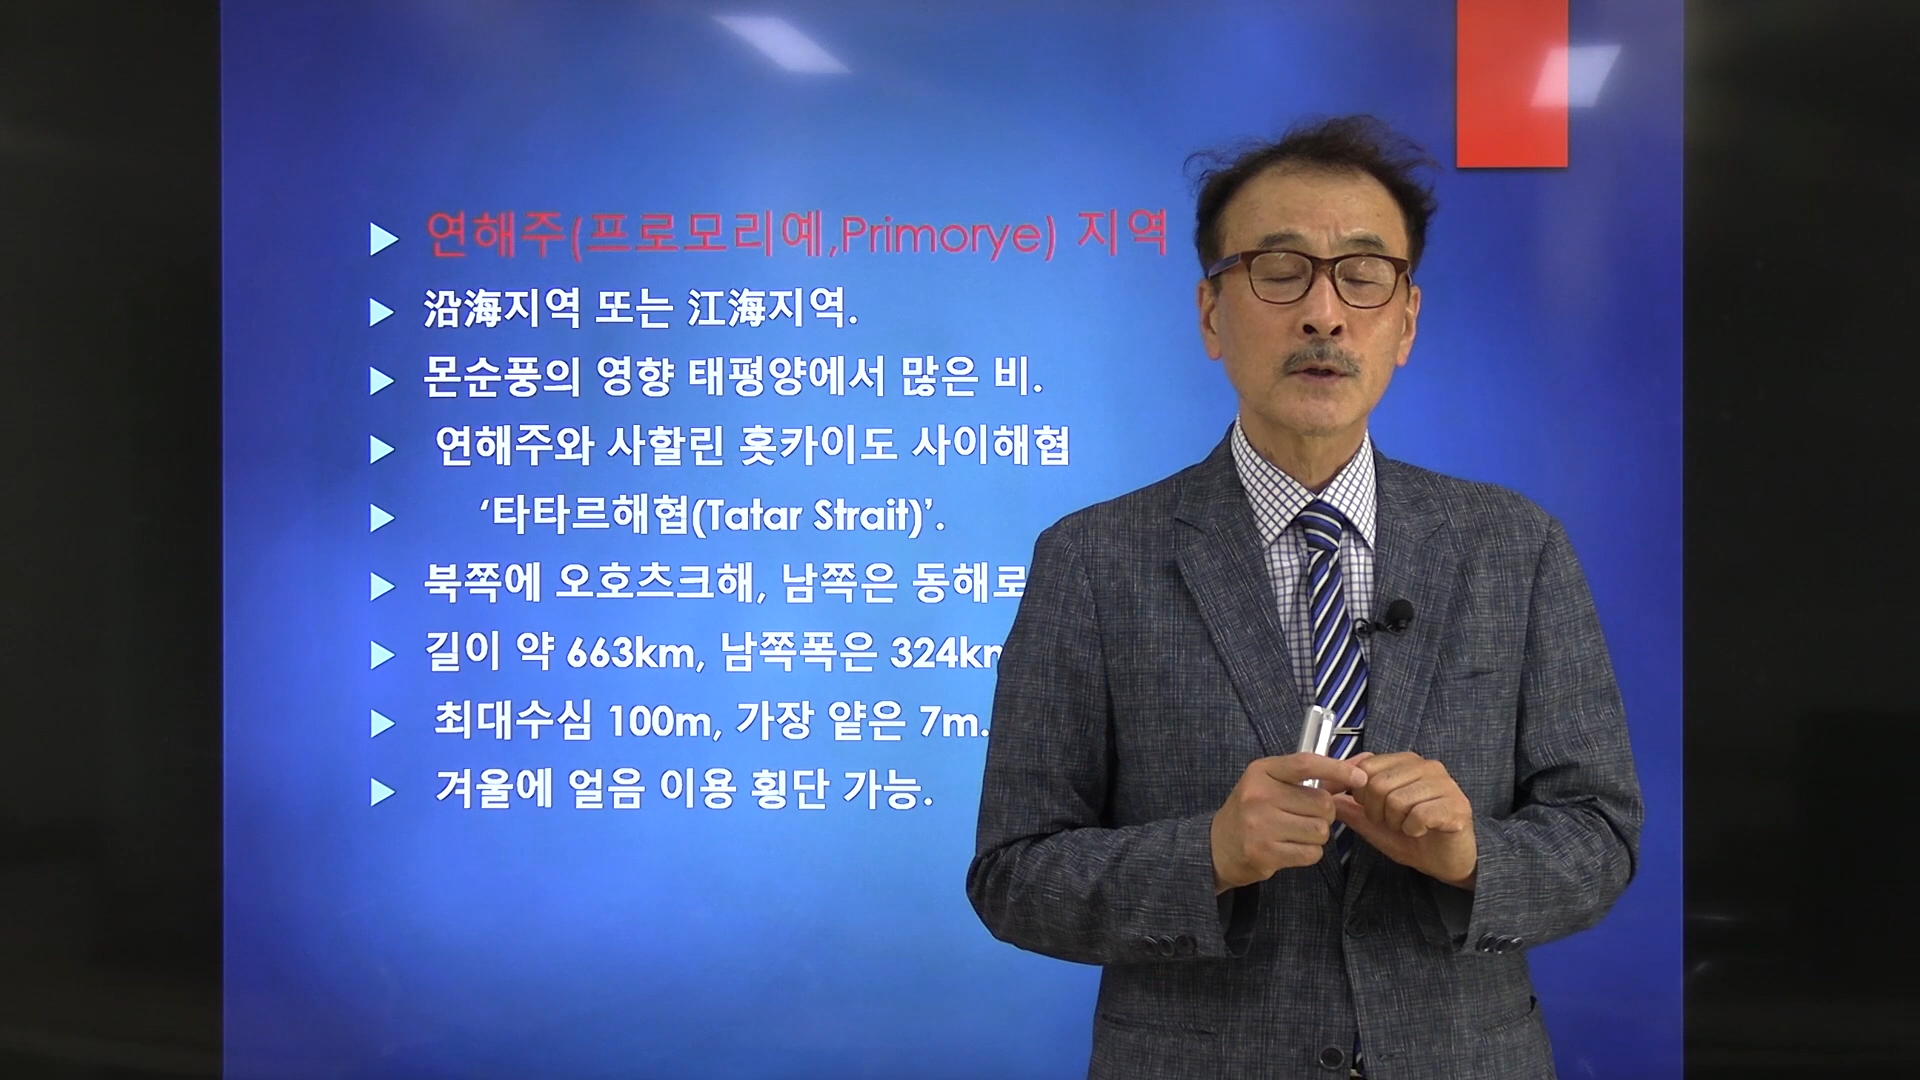 연해주(프로모리예,Primorye) 지역
沿海지역 또는 江海지역.
몬순풍의 영향 태평양에서 많은 비.
연해주와 사할린 홋카이도 사이해협
‘타타르해협(Tatar Strait)’.
북쪽에 오호츠크해, 남쪽은 동해로
길이 약 663km, 남쪽폭은 324km
최대수심 100m, 가장 얕은 7m.
겨울에 얼음 이용 횡단 가능.